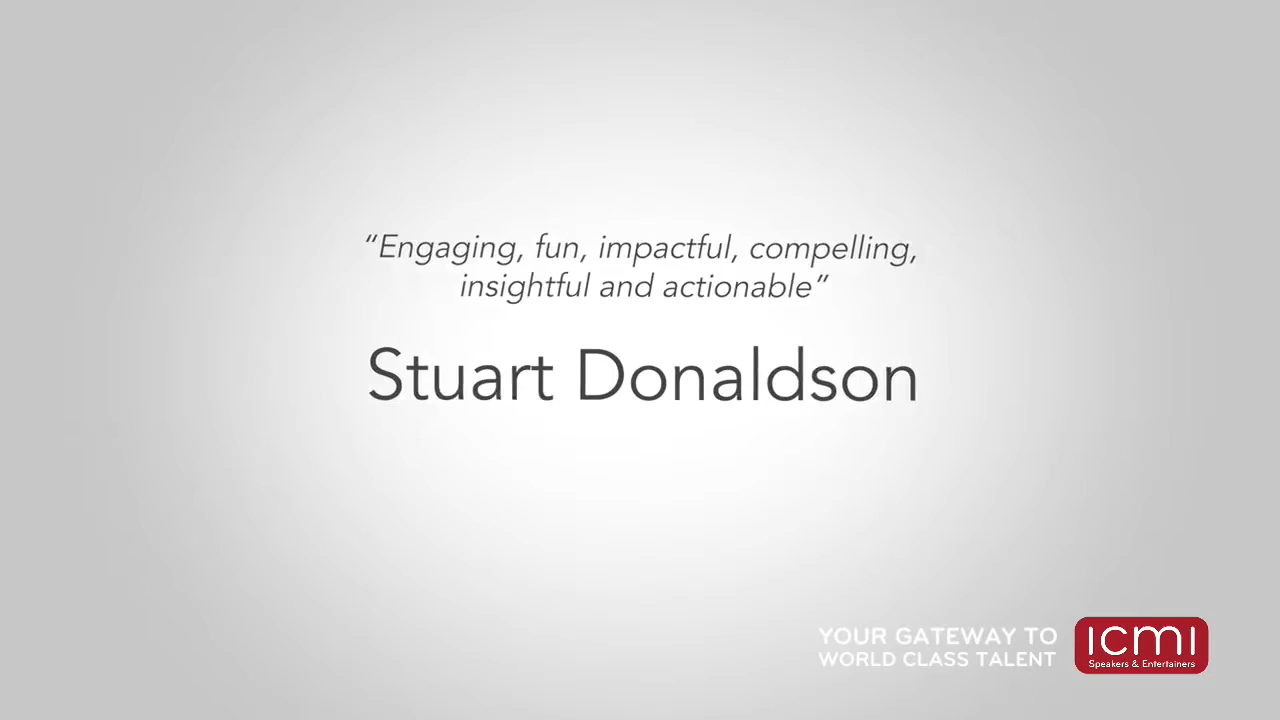 “Engaging, fun, impactful, compelling,
insightful and actionable”
Stuart Donaldson
YOUR GATEWAY TO
WORLD CLASS TALENT
ICMI
Speakers & Entertainers